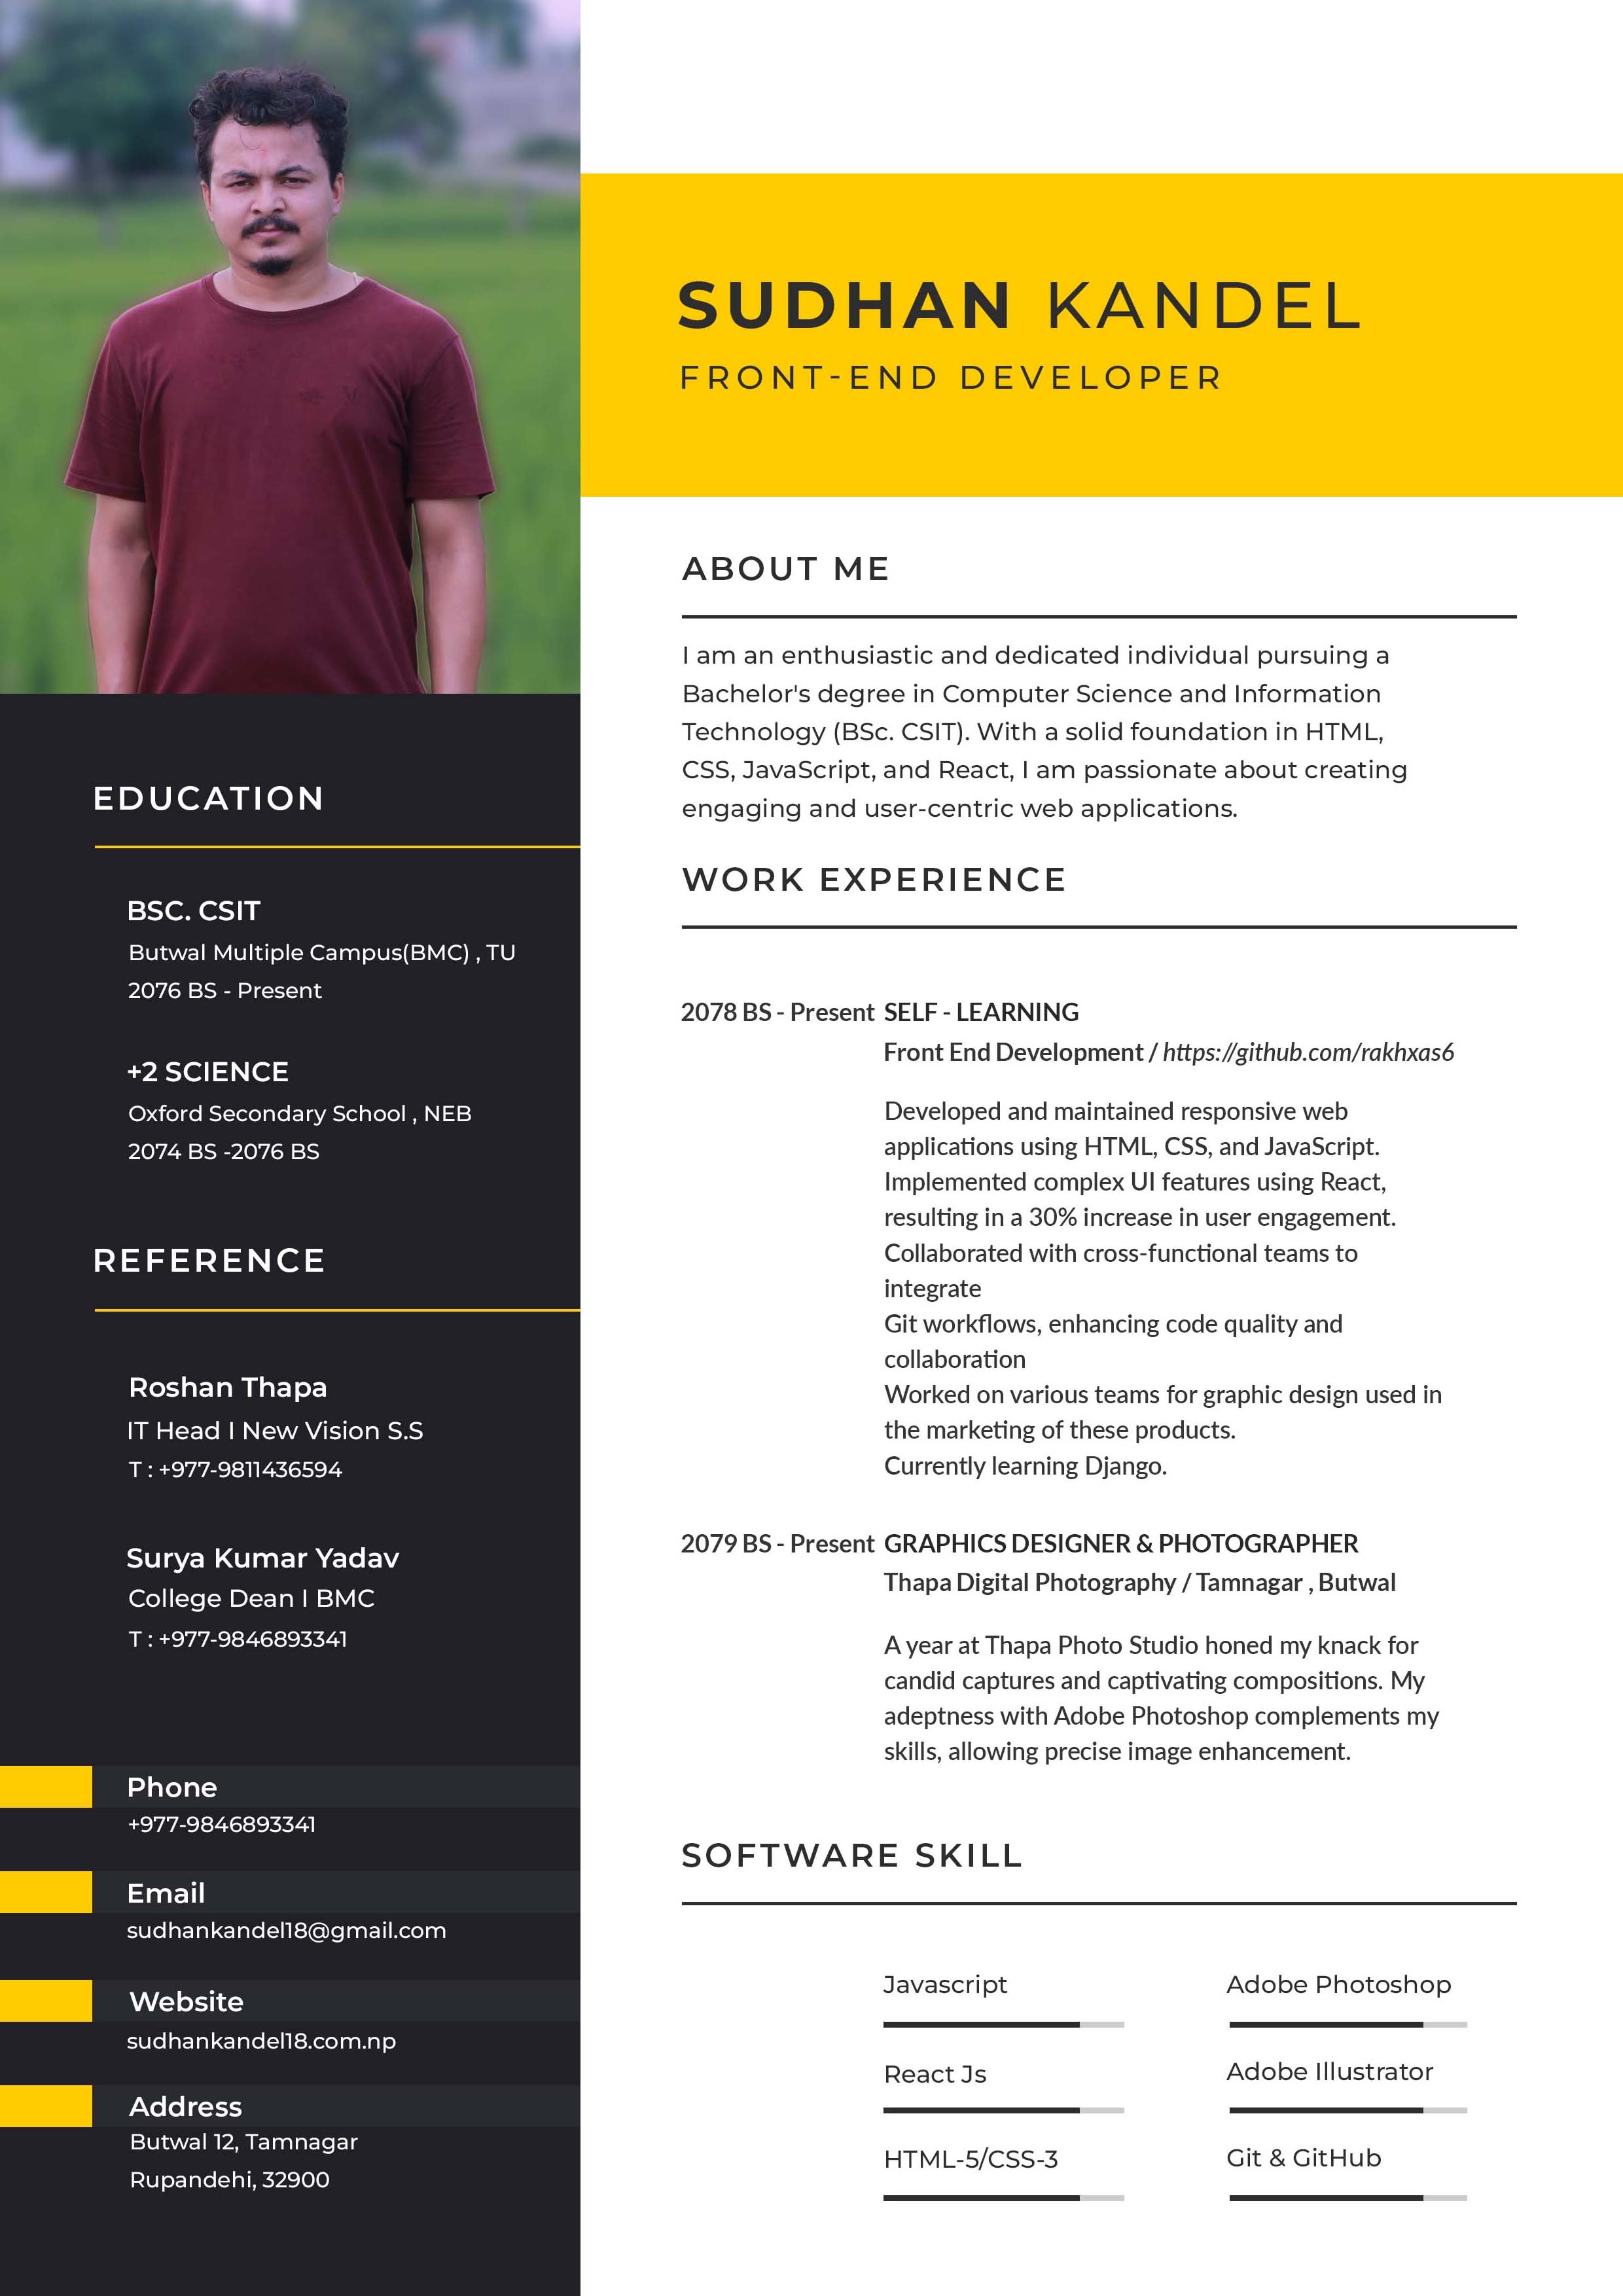 SUDHAN KANDEL
FRONT-END DEVELOPER
ABOUT ME
I am an enthusiastic and dedicated individual pursuing a
Bachelor's degree in Computer Science and Information
Technology (BSc. CSIT). With a solid foundation in HTML,
CSS, JavaScript, and React, I am passionate about creating
engaging and user-centric web applications.
WORK EXPERIENCE
2078 BS - Present SELF - LEARNING
Front End Development / https://github.com/rakhxas6
Developed and maintained responsive web
applications using HTML, CSS, and JavaScript.
Implemented complex UI features using React,
resulting in a 30% increase in user engagement.
Collaborated with cross-functional teams to
integrate
Git workflows, enhancing code quality and
collaboration
Worked on various teams for graphic design used in
the marketing of these products.
Currently learning Django.
2079 BS - Present GRAPHICS DESIGNER & PHOTOGRAPHER
Thapa Digital Photography / Tamnagar , Butwal
A year at Thapa Photo Studio honed my knack for
candid captures and captivating compositions. My
adeptness with Adobe Photoshop complements my
skills, allowing precise image enhancement.
SOFTWARE SKILL
Javascript
React Js
HTML-5/CSS-3
Adobe Photoshop
Adobe Illustrator
Git & GitHub
EDUCATION
BSC. CSIT
Butwal Multiple Campus(BMC) , TU
2076 BS - Present
+2 SCIENCE
Oxford Secondary School , NEB
2074 BS -2076 BS
REFERENCE
Roshan Thapa
IT Head I New Vision S.S
T : +977-9811436594
Surya Kumar Yadav
College Dean I BMC
T : +977-9846893341
Phone
+977-9846893341
Email
sudhankandel18@gmail.com
Website
sudhankandel18.com.np
Address
Butwal 12, Tamnagar
Rupandehi, 32900